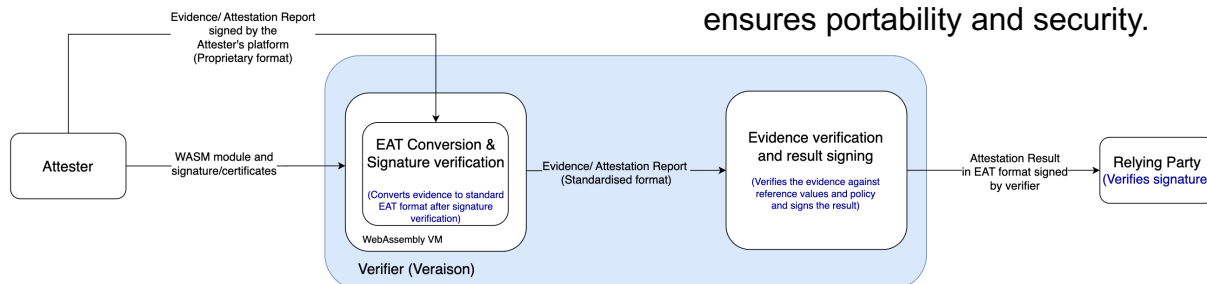 ensures portability and security.
Evidence/ Attestation Report
signed by the
Attester's platform
(Proprietary format)
Attester
WASM module and
signature/certificates
EAT Conversion &
Signature verification
(Converts evidence to standard
EAT format after signature
verification)
WebAssembly VM
Verifier (Veraison)
Evidence/ Attestation Report
(Standardised format)
Evidence verification
and result signing
(Verifies the evidence against
reference values and policy
and signs the result)
Attestation Result
in EAT format signed
by verifier
Relying Party
(Verifies signature